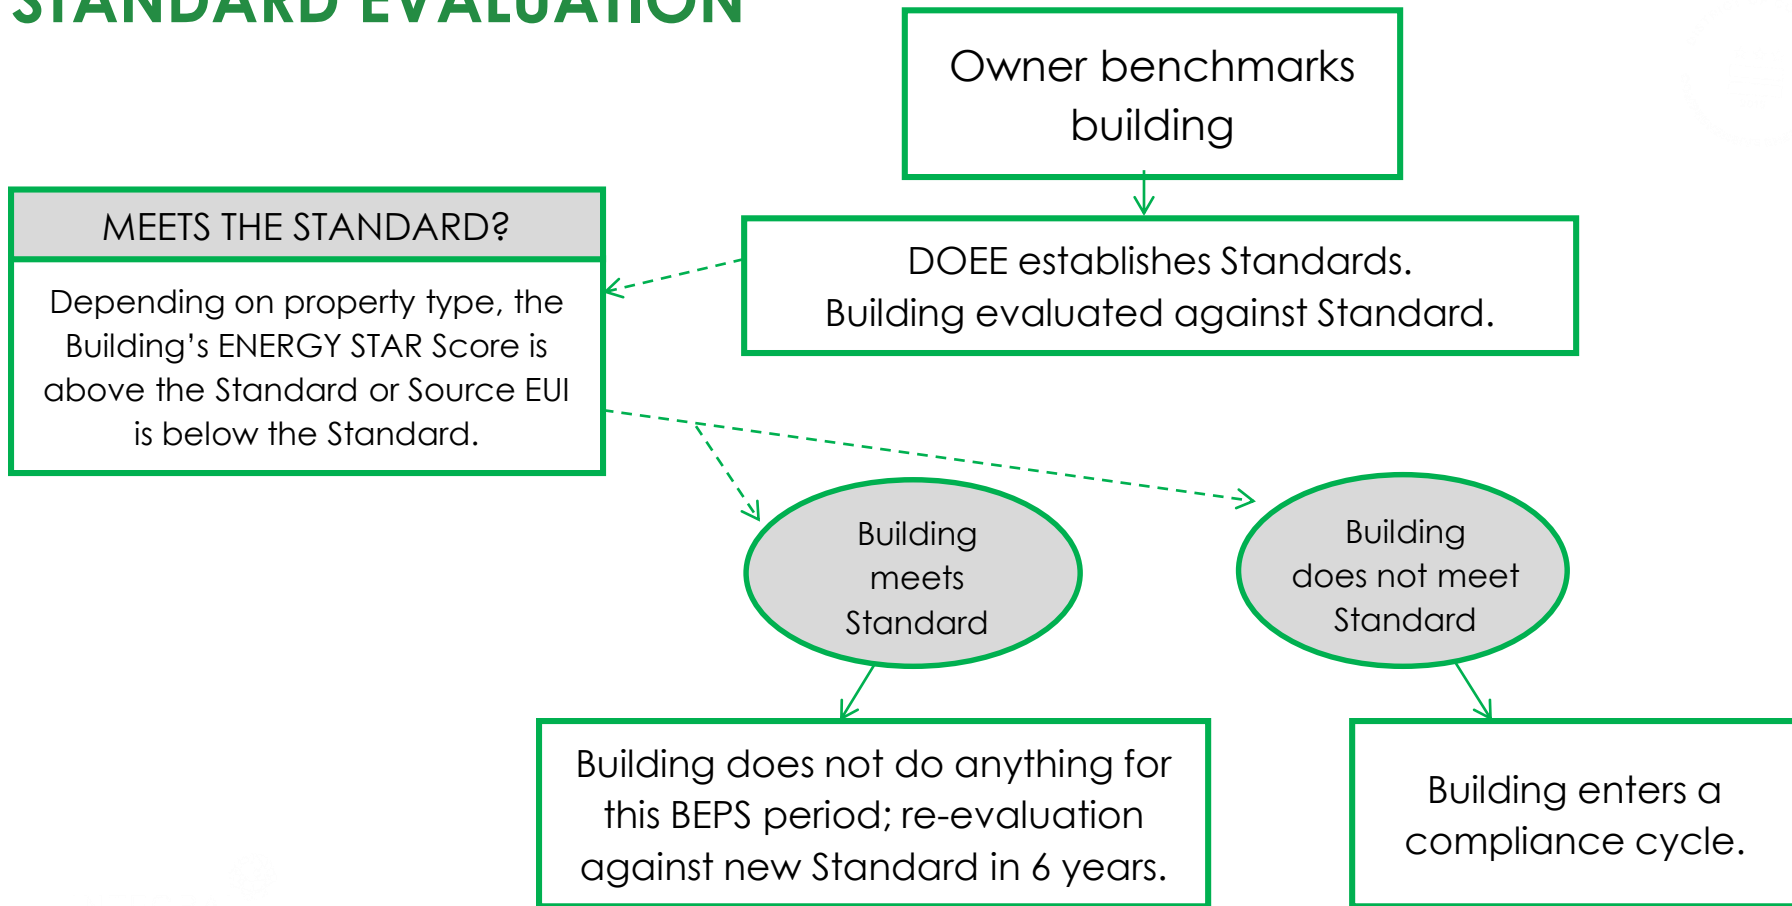 STANDARD EVALUATION
Owner benchmarks
building
MEETS THE STANDARD?
Depending on property type, the
Building’s ENERGY STAR Score is
above the Standard or Source EUI
is below the Standard.
DOEE establishes Standards.
Building evaluated against Standard.
Building
meets
Standard
Building
does not meet
Standard
Building does not do anything for
this BEPS period; re-evaluation
against new Standard in 6 years.
Building enters a
compliance cycle.